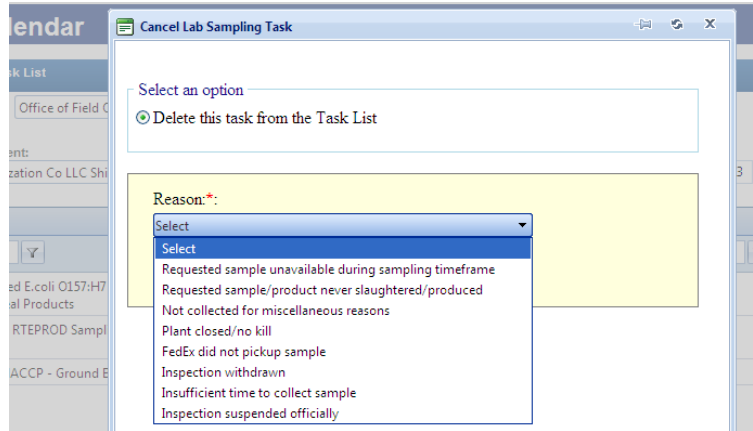 lendar
Cancel Lab Sampling Task
sk List
Select an option
Office of Field C
Delete this task from the Task List
ent:
zation Co LLC Shi
3
Reason:*:
Select
Select
Requested sample unavailable during sampling timeframe
Requested sample/product never slaughtered/produced
ed E.coli O157:H7
Not collected for miscellaneous reasons
al Products
Plant closed/no kill
RTEPROD Sampl
FedEx did not pickup sample
Inspection withdrawn
ACCP - Ground E
Insufficient time to collect sample
Inspection suspended officially